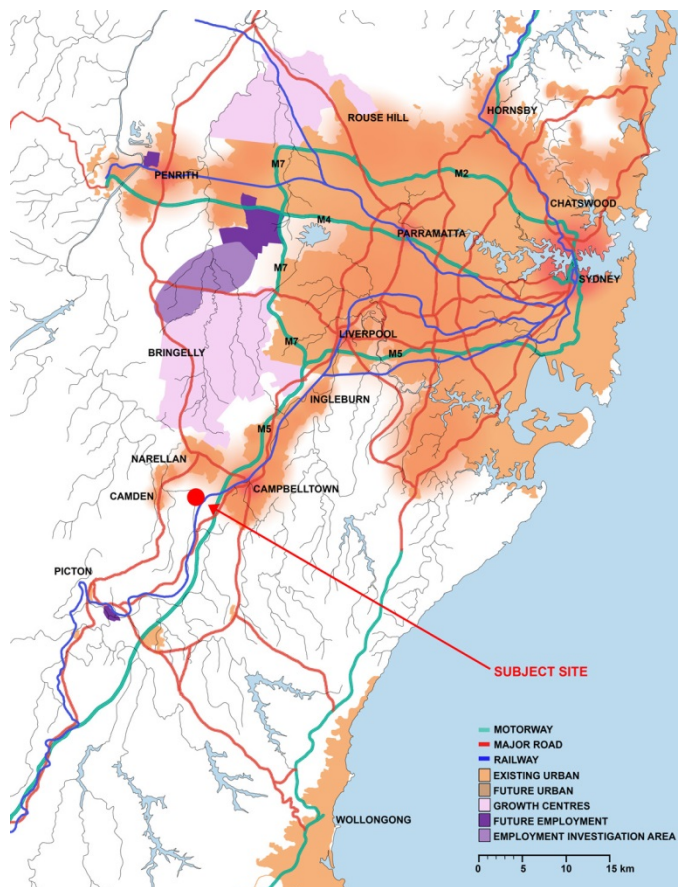 HORNSBY
ROUSE HILL
M7
M2
PENRITH
CHATSWOOD
M4
PARRAMATTA
M7
SYDNEY
LIVERPOOL
M7
BRINGELLY
M5
INGLEBURN
M5
NARELLAN
CAMPBELLTOWN
CAMDEN
PICTON
SUBJECT SITE
MOTORWAY
MAJOR ROAD
RAILWAY
EXISTING URBAN
FUTURE URBAN
GROWTH CENTRES
FUTURE EMPLOYMENT
EMPLOYMENT INVESTIGATION AREA
WOLLONGONG
0 5 10 15 km